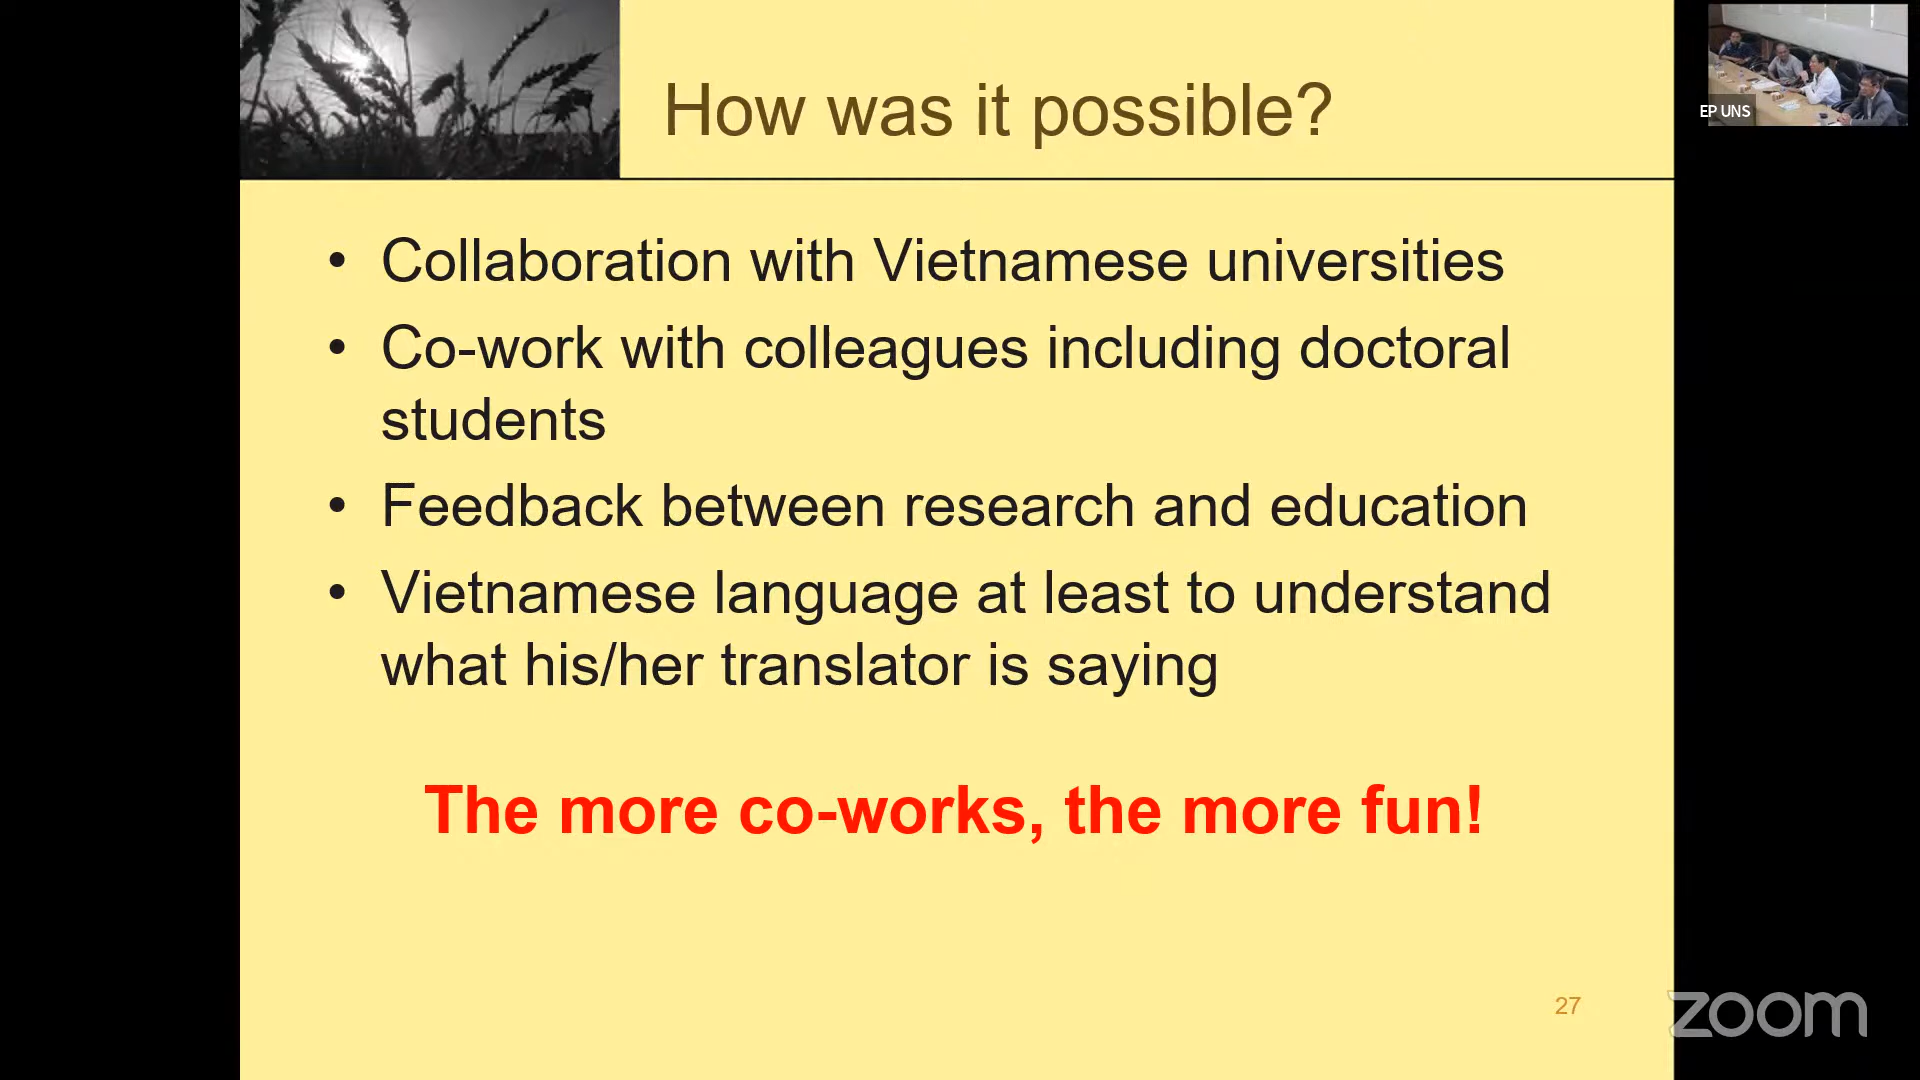 How was it possible?
EP UNS
• Collaboration with Vietnamese universities
• Co-work with colleagues including doctoral
students
• Feedback between research and education
• Vietnamese language at least to understand
what his/her translator is saying
The more co-works, the more fun!
27
zoom